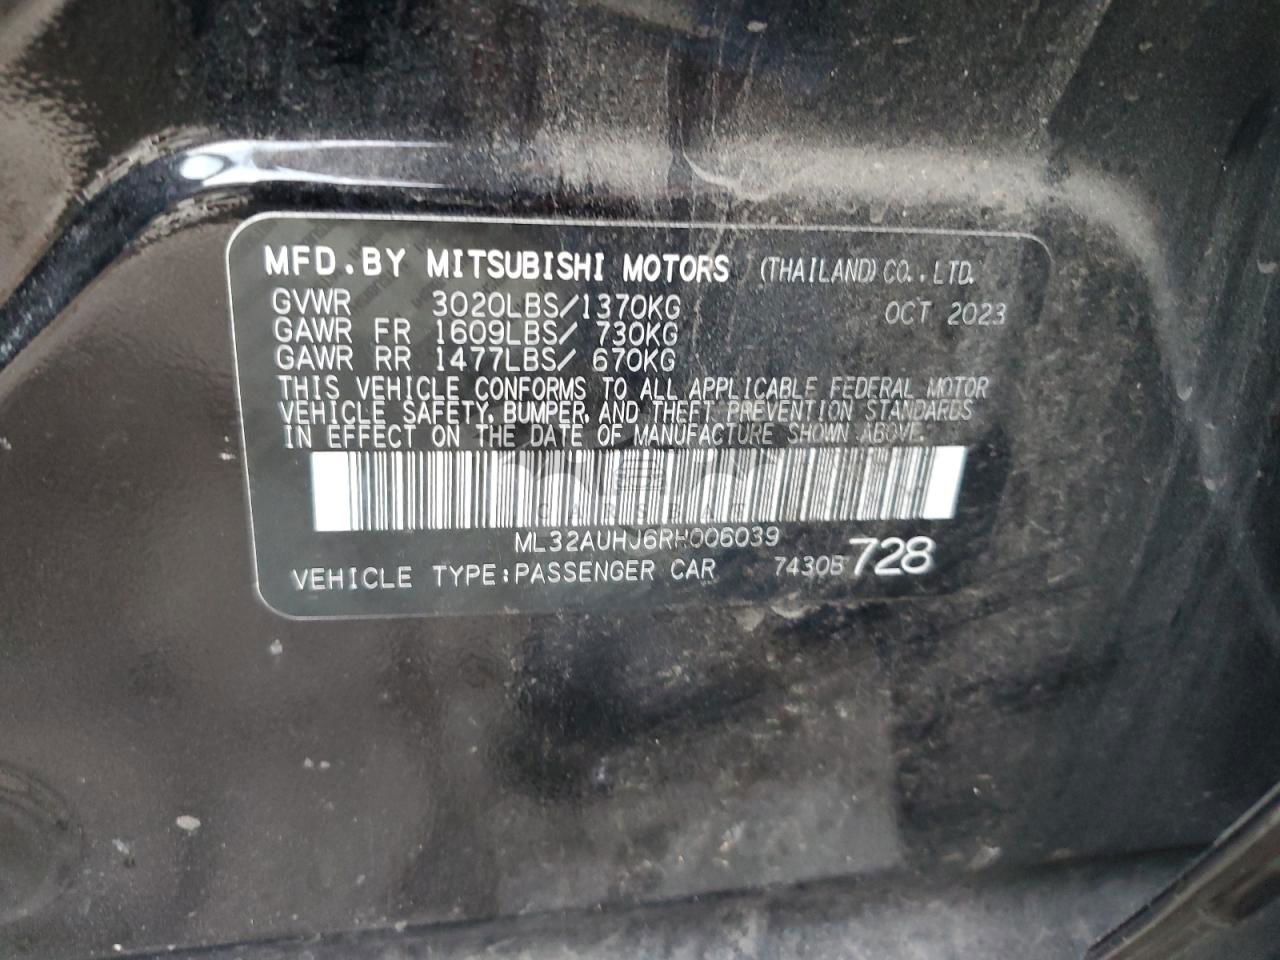 MFD.BY MITSUBISHI MOTORS (THAILAND) CO.,LTD.
GVWR 3020LBS/1370KG OCT 2023
GAWR FR 1609LBS/ 730KG
GAWR RR 1477LBS/ 670KG
THIS VEHICLE CONFORMS TO ALL APPLICABLE FEDERAL MOTOR
VEHICLE SAFETY, BUMPER, AND THEFT PREVENTION STANDARDS
IN EFFECT ON THE DATE OF MANUFACTURE SHOWN ABOVE.
CARSBAG
ML32AUHJ6RH006039
VEHICLE TYPE:PASSENGER CAR 7430B 728